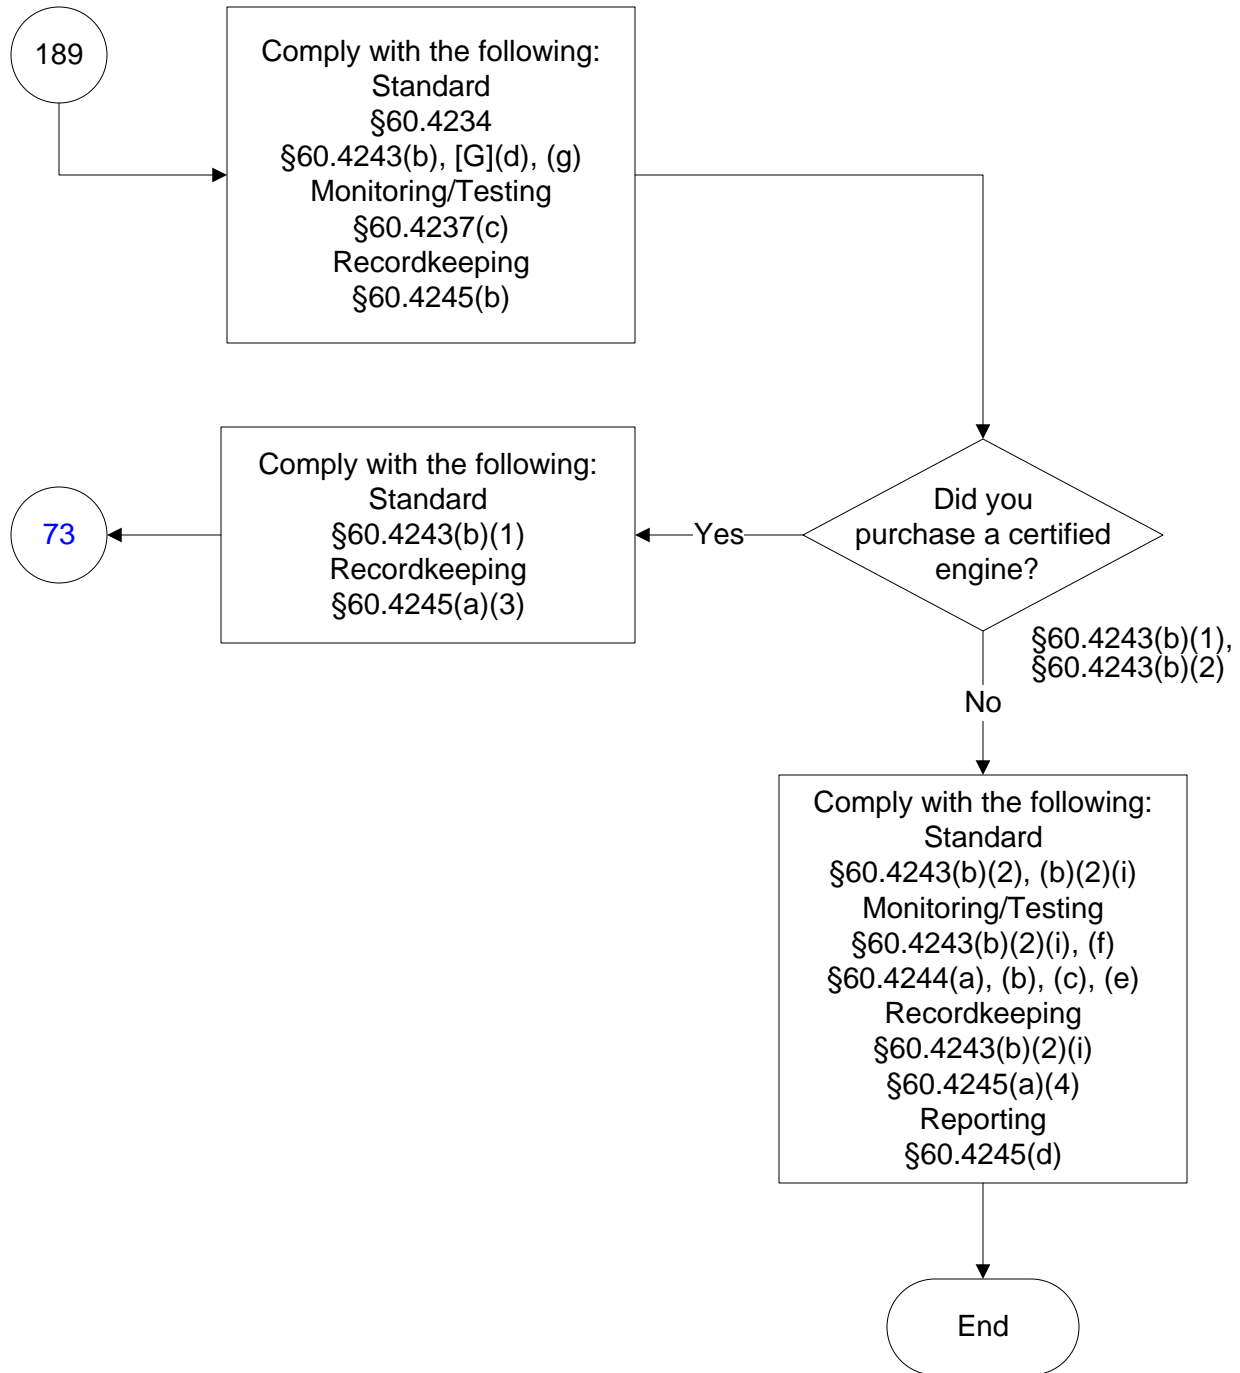 189
Comply with the following:
Standard
§60.4234
§60.4243(b), [G](d), (g)
Monitoring/Testing
§60.4237(c)
Recordkeeping
§60.4245(b)
Did you
purchase a certified
engine?
Yes
Comply with the following:
Standard
§60.4243(b)(1)
Recordkeeping
§60.4245(a)(3)
73
§60.4243(b)(1),
§60.4243(b)(2)
No
Comply with the following:
Standard
§60.4243(b)(2), (b)(2)(i)
Monitoring/Testing
§60.4243(b)(2)(i), (f)
§60.4244(a), (b), (c), (e)
Recordkeeping
§60.4243(b)(2)(i)
§60.4245(a)(4)
Reporting
§60.4245(d)
End